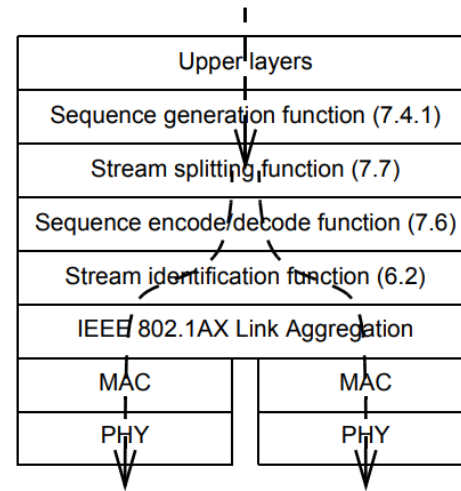 Upper layers
Sequence generation function (7.4.1)
Stream splitting function (7.7)
Sequence encode/decode function (7.6)
Stream identification function (6.2)
IEEE 802.1AX Link Aggregation
MAC MAC
PHY PHY